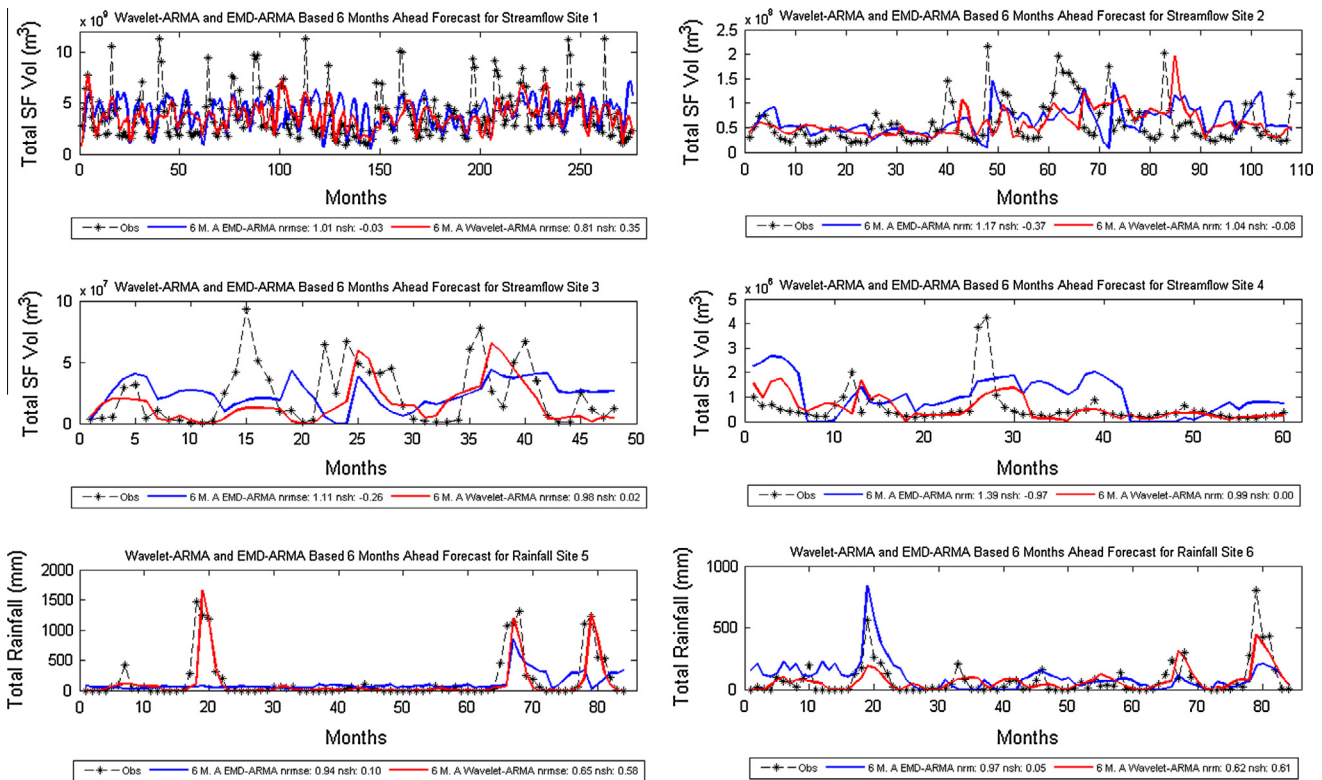 Wavelet-ARMA and EMD-ARMA Based 6 Months Ahead Forecast for Streamflow Site 1
x 10⁹
Total SF Vol (m³)
10
5
0
50 100 150 200 250
Months
Obs 6 M. A EMD-ARMA nrmse: 1.01 nsh: -0.03 6 M. A Wavelet-ARMA nrmse: 0.81 nsh: 0.35
Wavelet-ARMA and EMD-ARMA Based 6 Months Ahead Forecast for Streamflow Site 2
x 10⁸
Total SF Vol (m³)
2.5
2
1.5
1
0.5
0
0 10 20 30 40 50 60 70 80 90 100 110
Months
Obs 6 M. A EMD-ARMA nrm: 1.17 nsh: -0.37 6 M. A Wavelet-ARMA nrm: 1.04 nsh: -0.08
Wavelet-ARMA and EMD-ARMA Based 6 Months Ahead Forecast for Streamflow Site 3
x 10⁷
Total SF Vol (m³)
10
5
0
0 5 10 15 20 25 30 35 40 45 50
Months
Obs 6 M. A EMD-ARMA nrmse: 1.11 nsh: -0.26 6 M. A Wavelet-ARMA nrmse: 0.98 nsh: 0.02
Wavelet-ARMA and EMD-ARMA Based 6 Months Ahead Forecast for Streamflow Site 4
Total SF Vol (m³)
5
4
3
2
1
0
0 10 20 30 40 50 60
Months
Obs 6 M. A EMD-ARMA nrm: 1.39 nsh: -0.97 6 M. A Wavelet-ARMA nrm: 0.99 nsh: 0.00
Wavelet-ARMA and EMD-ARMA Based 6 Months Ahead Forecast for Rainfall Site 5
Total Rainfall (mm)
2000
1500
1000
500
0
0 10 20 30 40 50 60 70 80
Months
Obs 6 M. A EMD-ARMA nrmse: 0.94 nsh: 0.10 6 M. A Wavelet-ARMA nrmse: 0.65 nsh: 0.58
Wavelet-ARMA and EMD-ARMA Based 6 Months Ahead Forecast for Rainfall Site 6
Total Rainfall (mm)
1000
500
0
0 10 20 30 40 50 60 70 80
Months
Obs 6 M. A EMD-ARMA nrm: 0.97 nsh: 0.05 6 M. A Wavelet-ARMA nrm: 0.62 nsh: 0.61